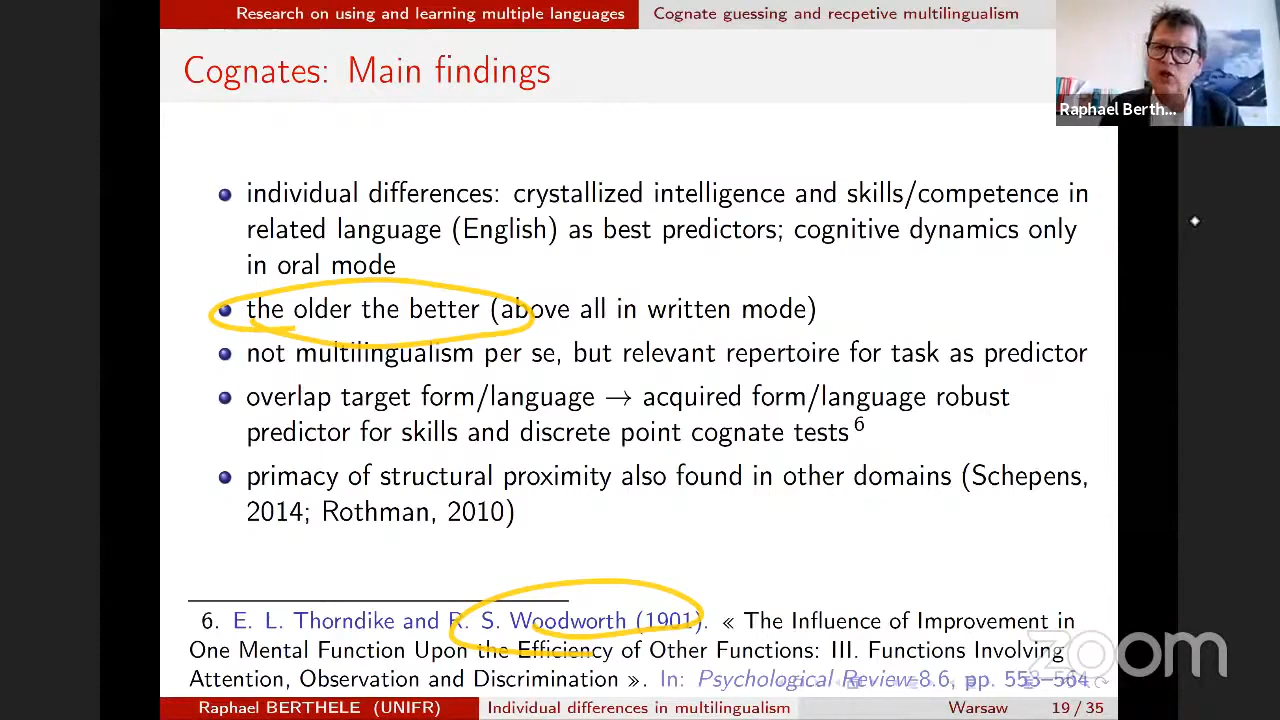 Research on using and learning multiple languages
Cognate guessing and recpetive multilingualism
Cognates: Main findings
Raphael Berth...
individual differences: crystallized intelligence and skills/competence in
related language (English) as best predictors; cognitive dynamics only
in oral mode
the older the better (above all in written mode)
not multilingualism per se, but relevant repertoire for task as predictor
overlap target form/language → acquired form/language robust
predictor for skills and discrete point cognate tests 6
primacy of structural proximity also found in other domains (Schepens,
2014; Rothman, 2010)
6. E. L. Thorndike and R. S. Woodworth (1901). « The Influence of Improvement in
One Mental Function Upon the Efficiency of Other Functions: III. Functions Involving
Attention, Observation and Discrimination ». In: Psychological Review 8.6, pp. 553–564
zoom
Raphael BERTHELE (UNIFR)
Individual differences in multilingualism
Warsaw
19 / 35